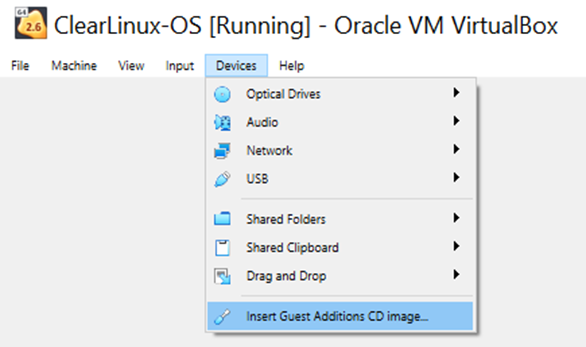 64
2.6
ClearLinux-OS [Running] - Oracle VM VirtualBox
File Machine View Input Devices Help
Optical Drives
Audio
Network
USB
Shared Folders
Shared Clipboard
Drag and Drop
Insert Guest Additions CD image...